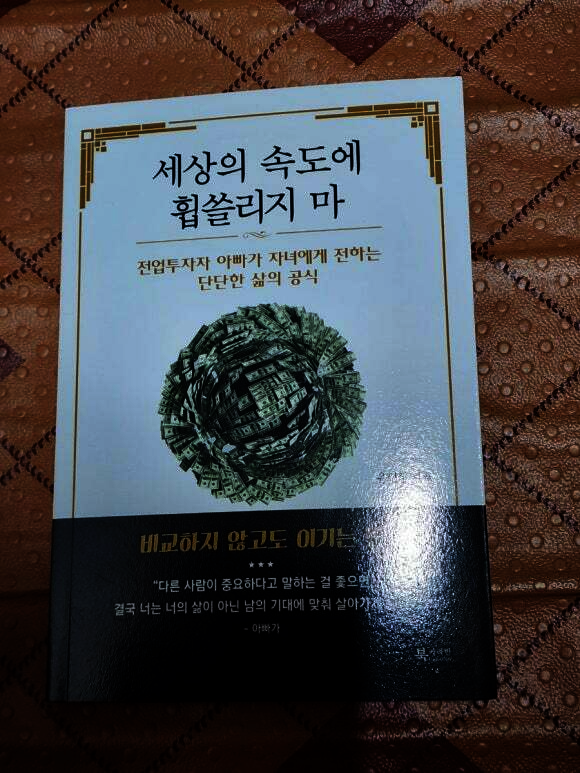 세상의 속도에
휩쓸리지 마
전업투자자 아빠가 자녀에게 전하는
단단한 삶의 공식
비교하지 않고도 이기는
★★★
"다른 사람이 중요하다고 말하는 걸 좇으면
결국 너는 너의 삶이 아닌 남의 기대에 맞춰 살아가게
- 아빠가